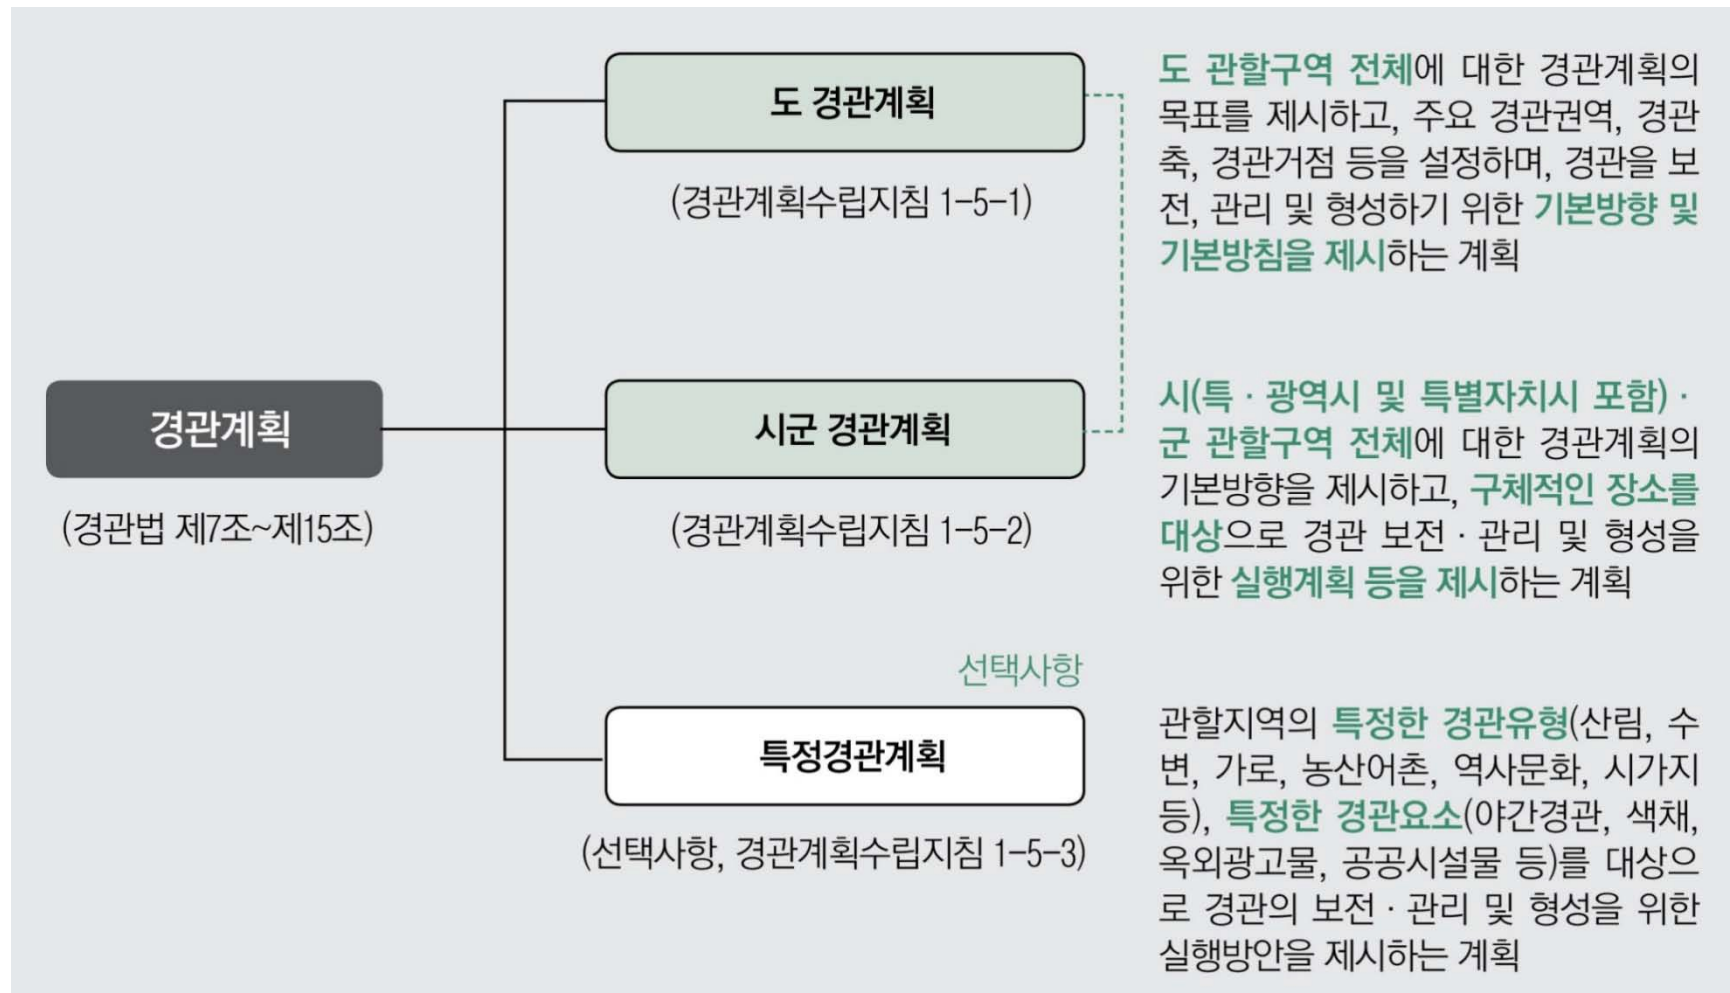 도 경관계획
(경관계획수립지침 1-5-1)
도 관할구역 전체에 대한 경관계획의
목표를 제시하고, 주요 경관권역, 경관
축, 경관거점 등을 설정하며, 경관을 보
전, 관리 및 형성하기 위한 기본방향 및
기본방침을 제시하는 계획
경관계획
(경관법 제7조~제15조)
시군 경관계획
(경관계획수립지침 1-5-2)
시(특 · 광역시 및 특별자치시 포함) ·
군 관할구역 전체에 대한 경관계획의
기본방향을 제시하고, 구체적인 장소를
대상으로 경관 보전 · 관리 및 형성을
위한 실행계획 등을 제시하는 계획
선택사항
특정경관계획
(선택사항, 경관계획수립지침 1-5-3)
관할지역의 특정한 경관유형(산림, 수
변, 가로, 농산어촌, 역사문화, 시가지
등), 특정한 경관요소(야간경관, 색채,
옥외광고물, 공공시설물 등)를 대상으
로 경관의 보전 · 관리 및 형성을 위한
실행방안을 제시하는 계획